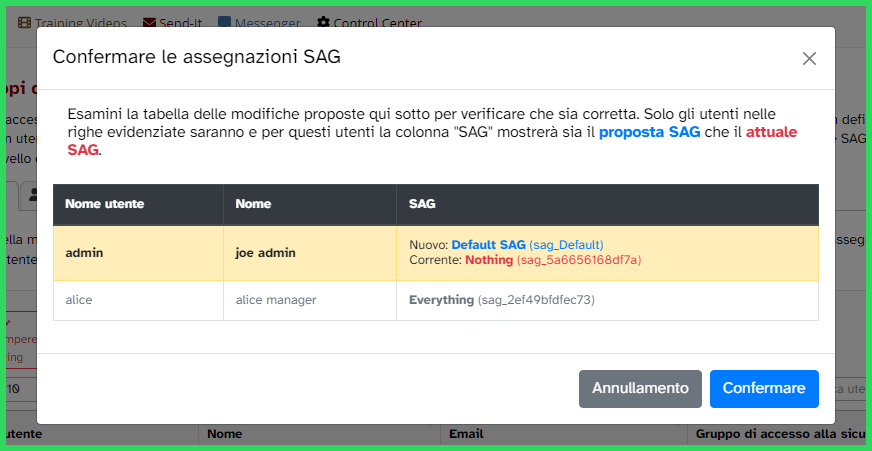 Training Videos Send-It Messenger Control Center
Confermare le assegnazioni SAG
Esamini la tabella delle modifiche proposte qui sotto per verificare che sia corretta. Solo gli utenti nelle
righe evidenziate saranno e per questi utenti la colonna "SAG" mostrerà sia il proposta SAG che il attuale
SAG.
Nome utente Nome SAG
admin joe admin Nuovo: Default SAG (sag_Default)
Corrente: Nothing (sag_5a6656168df7a)
alice alice manager Everything (sag_2ef49bfdfec73)
Annullamento Confermare
utente Nome Email Gruppo di accesso alla sicu